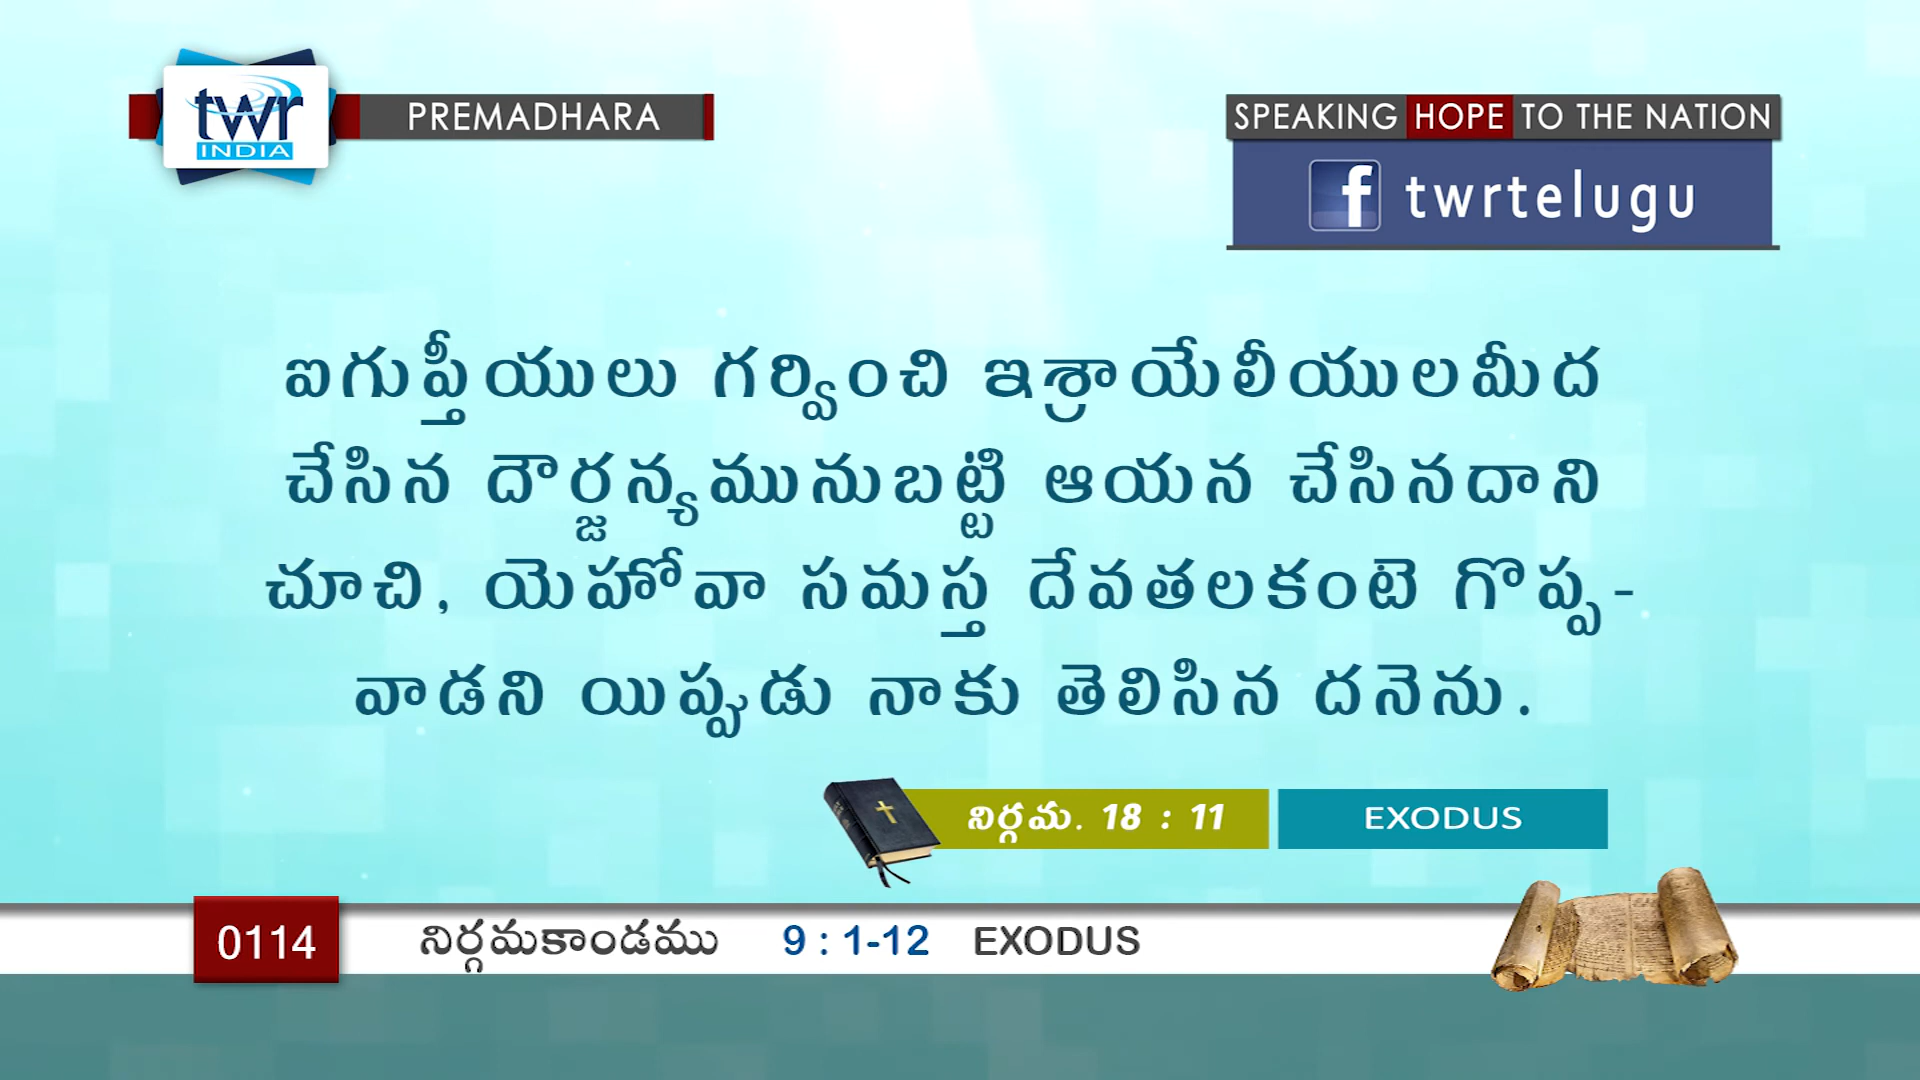 twr
INDIA
PREMADHARA
SPEAKING HOPE TO THE NATION
f twrtelugu
ఐగుప్తీయులు గర్వించి ఇశ్రాయేలీయులమీద
చేసిన దౌర్జన్యమునుబట్టి ఆయన చేసినదాని
చూచి, యెహోవా సమస్త దేవతలకంటె గొప్ప-
వాడని యిప్పుడు నాకు తెలిసిన దనెను.
నిర్గమ. 18 : 11 EXODUS
0114 నిర్గమకాండము 9 : 1-12 EXODUS